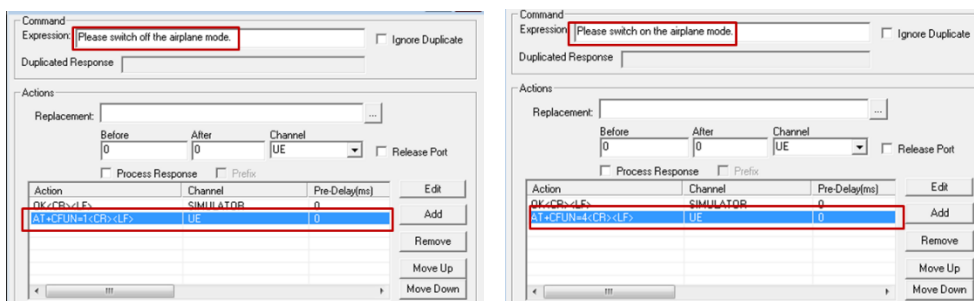 Command
Expression: Please switch off the airplane mode.
Ignore Duplicate
Duplicated Response
Actions
Replacement: ...
Before After Channel
0 0 UE Release Port
Process Response Prefix
Action Channel Pre-Delay(ms)
OK<CR><LF> SIMULATOR 0
AT+CFUN=1<CR><LF> UE 0
Edit
Add
Remove
Move Up
Move Down
Command
Expression: Please switch on the airplane mode.
Ignore Duplicate
Duplicated Response
Actions
Replacement: ...
Before After Channel
0 0 UE Release Port
Process Response Prefix
Action Channel Pre-Delay(ms)
OK<CR><LF> SIMULATOR 0
AT+CFUN=4<CR><LF> UE 0
Edit
Add
Remove
Move Up
Move Down